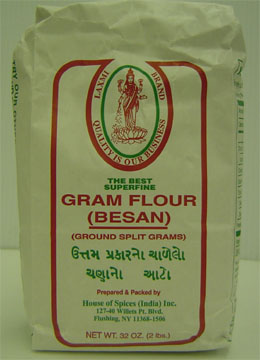 LAXMI BRAND
QUALITY IN OUR BUSINESS
THE BEST
SUPERFINE
GRAM FLOUR
(BESAN)
(GROUND SPLIT GRAMS)
ઉત્તમ પ્રકારનો ચાળેલો
ચણાનો આટો
Prepared & Packed by
House of Spices (India) Inc.
127-40 Willets Pt. Blvd.
Flushing, NY 11368-1506
NET WT. 32 OZ. (2 lbs.)